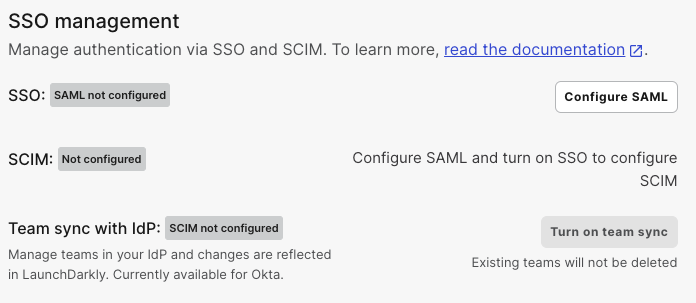 SSO management
Manage authentication via SSO and SCIM. To learn more, read the documentation.
SSO: SAML not configured
Configure SAML
SCIM: Not configured
Configure SAML and turn on SSO to configure
SCIM
Team sync with IdP: SCIM not configured
Turn on team sync
Manage teams in your IdP and changes are reflected
in LaunchDarkly. Currently available for Okta.
Existing teams will not be deleted